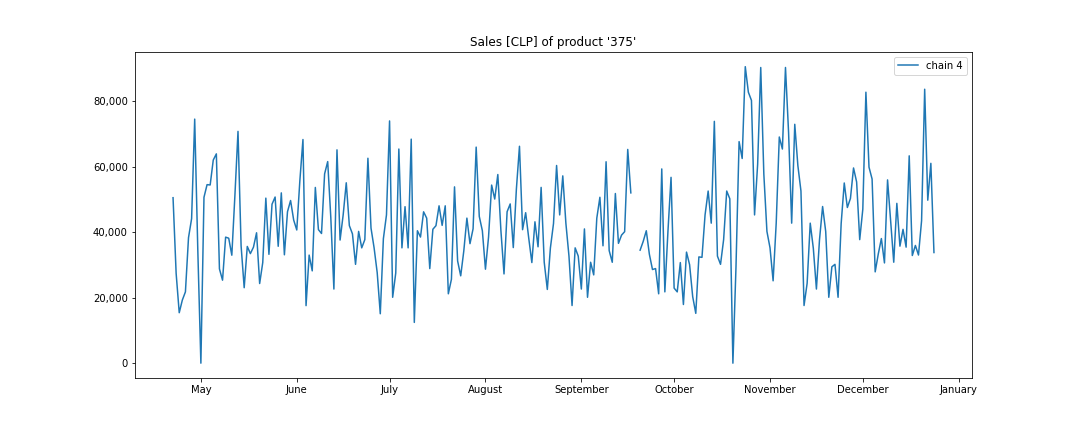 Sales [CLP] of product '375'
chain 4
80,000
60,000
40,000
20,000
0
May June July August September October November December January